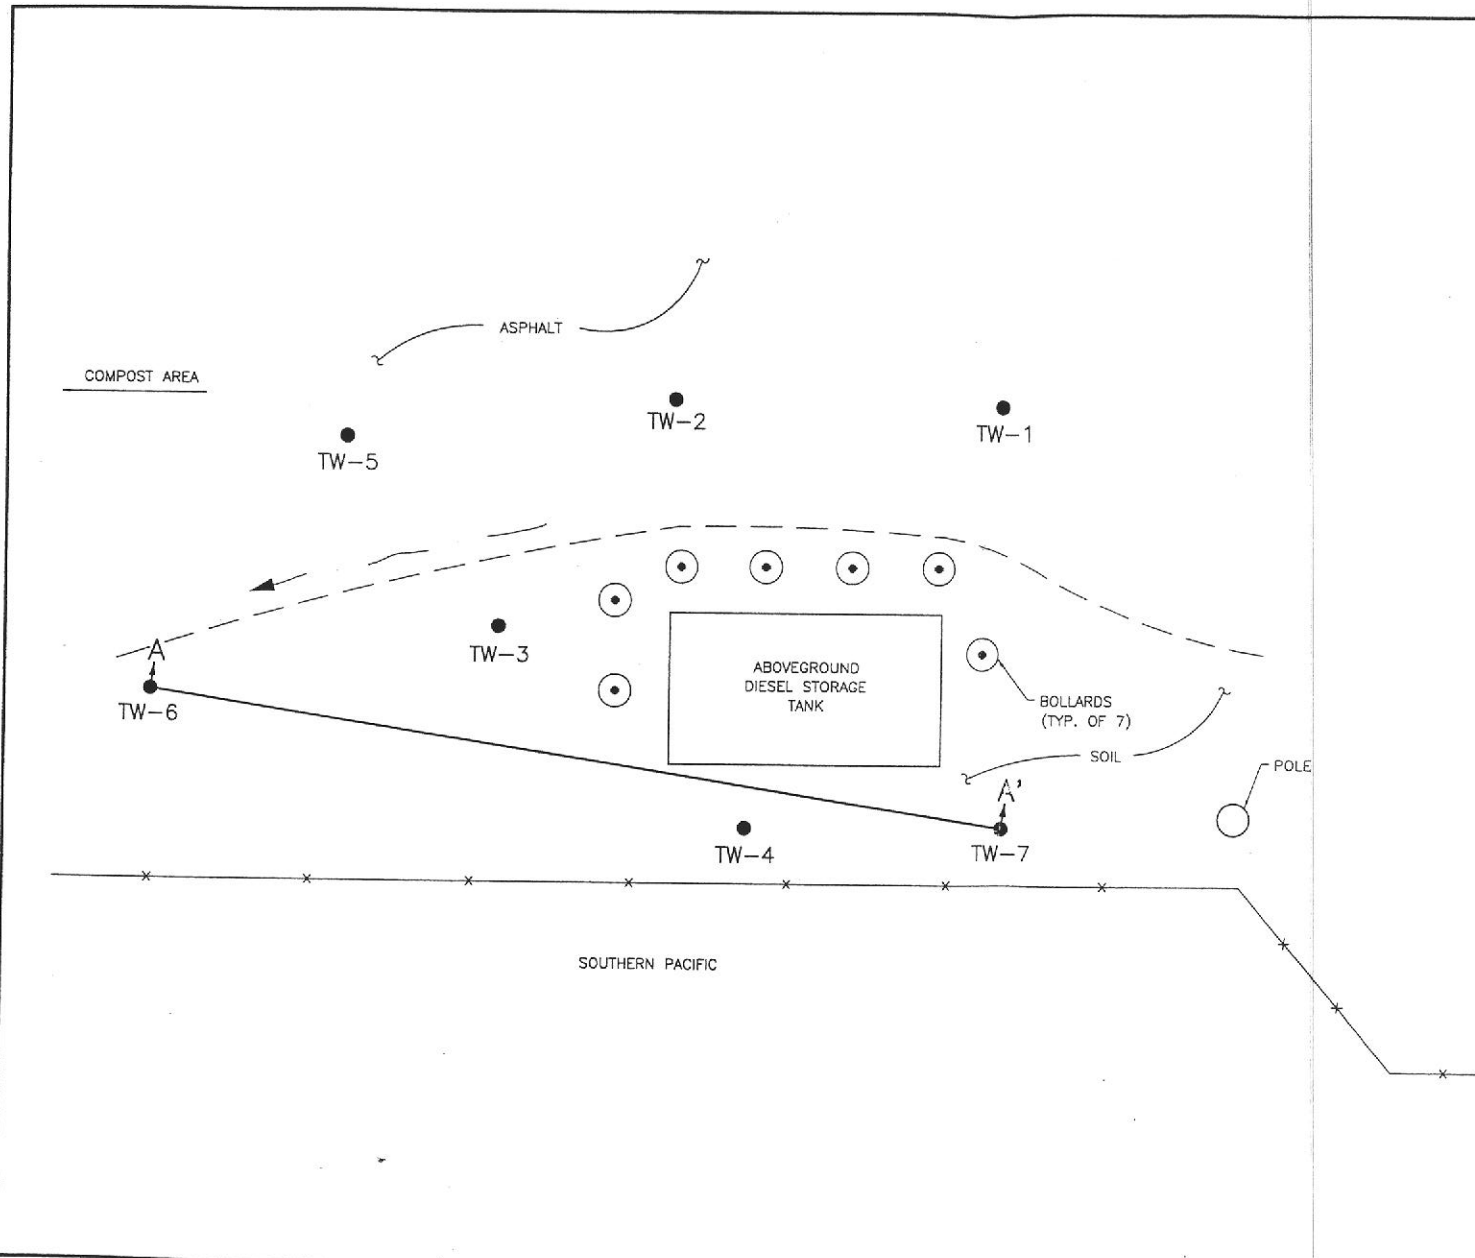 ASPHALT
COMPOST AREA
TW-2
TW-1
TW-5
A
TW-3
ABOVEGROUND
DIESEL STORAGE
TANK
TW-6
BOLLARDS
(TYP. OF 7)
SOIL
POLE
A'
TW-4
TW-7
SOUTHERN PACIFIC